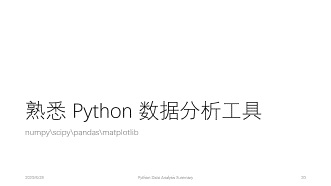 熟悉 Python 数据分析工具
numpy\scipy\pandas\matplotlib
Python Data Analysis Summary